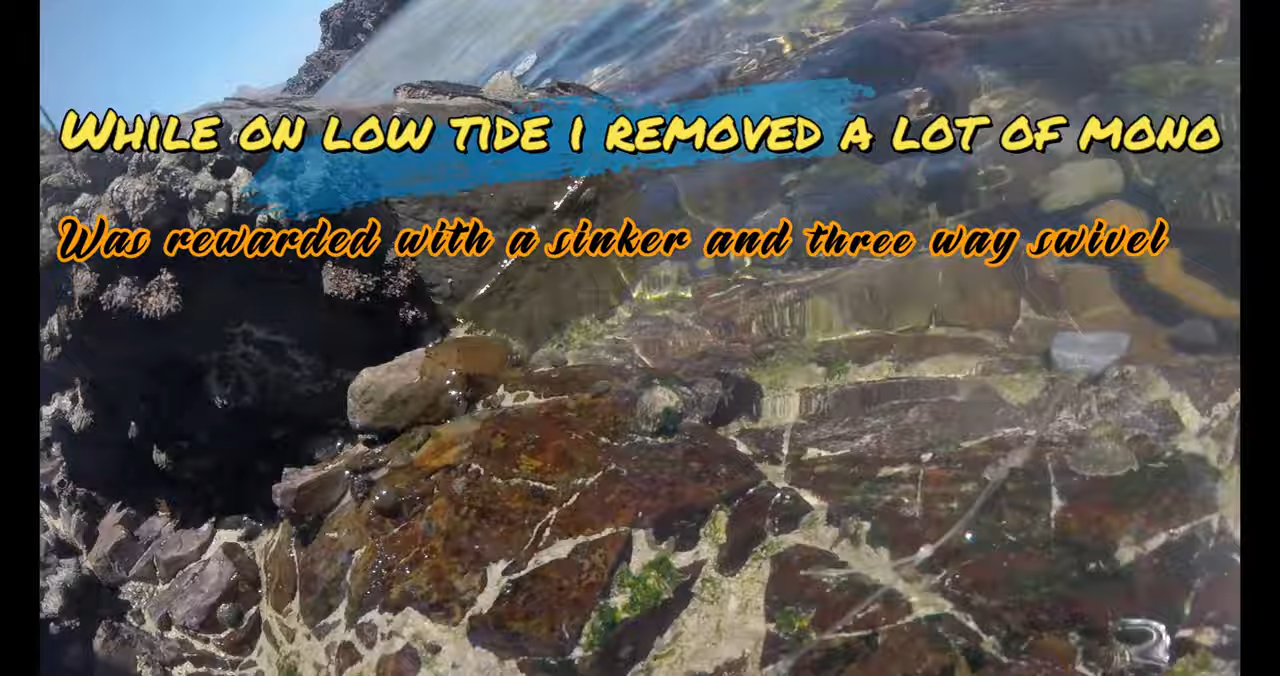 While on low tide i removed a lot of mono
Was rewarded with a sinker and three way swivel